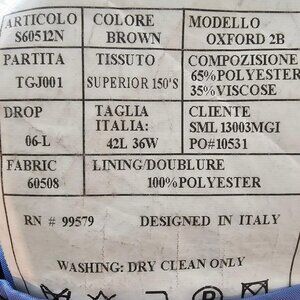 ARTICOLO COLORE MODELLO
S60512N BROWN OXFORD 2B
PARTITA TESSUTO COMPOZISIONE
TGJ001 SUPERIOR 150'S 65%POLYESTER
35%VISCOSE
DROP TAGLIA CLIENTE
ITALIA: SML 13003MGI
06-L 42L 36W PO#10531
FABRIC LINING/DOUBLURE
60508 100%POLYESTER
RN # 99579 DESIGNED IN ITALY
WASHING: DRY CLEAN ONLY